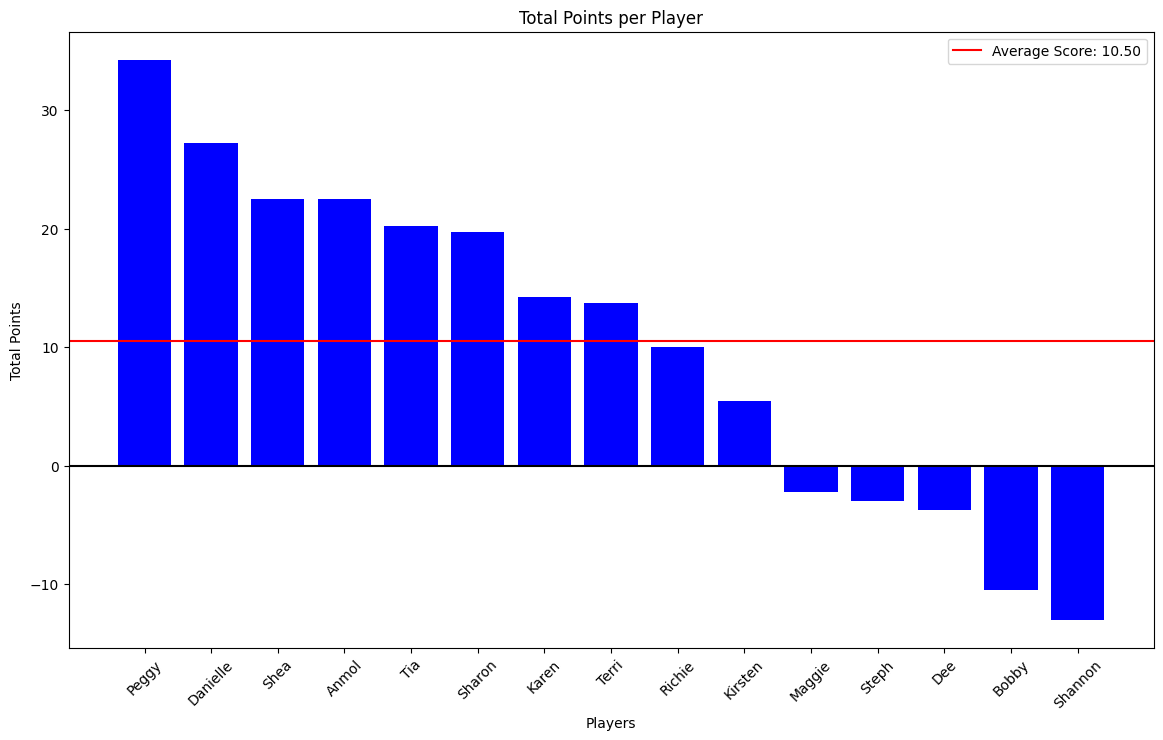 Total Points per Player
Average Score: 10.50
Total Points
30
20
10
0
−10
Peggy
Danielle
Shea
Anmol
Tia
Sharon
Karen
Terri
Richie
Kirsten
Maggie
Steph
Dee
Bobby
Shannon
Players